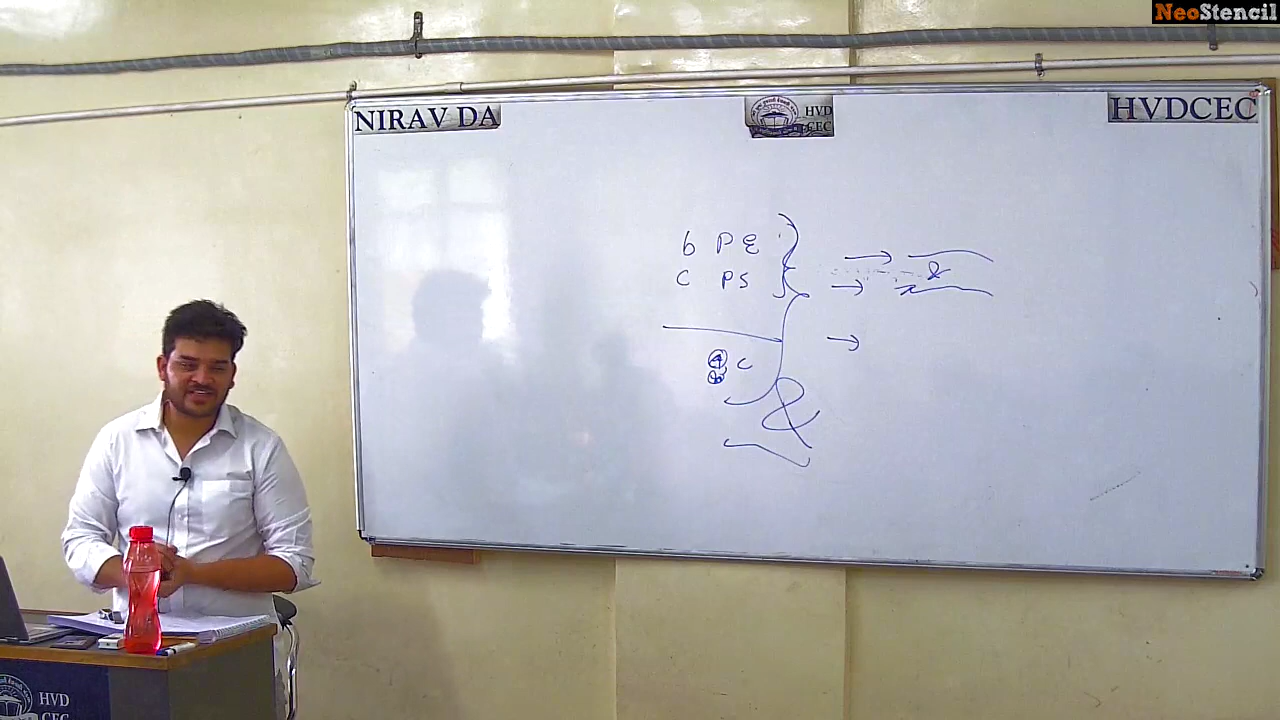 NeoStencil
NIRAV DA
HVD
CEC
HVDCEC
b PE
C PS
&
C
HVD
CEC